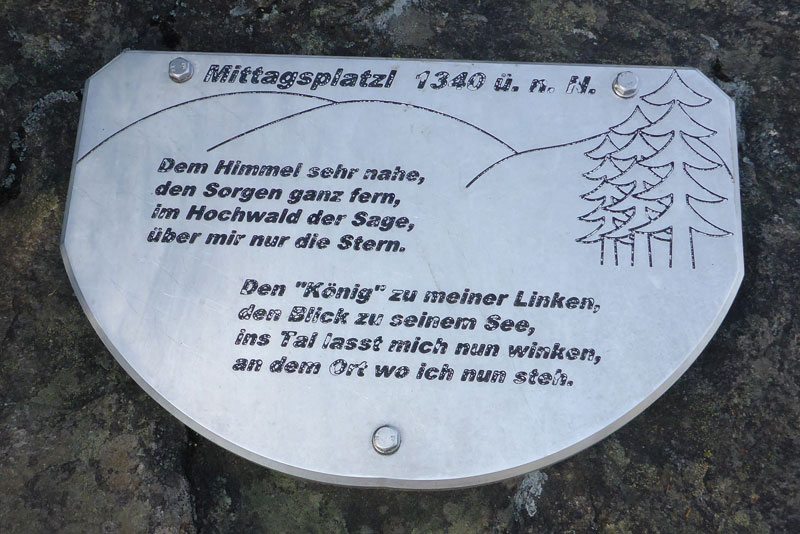 Mittagsplatzl 1340 ü. n. N.
Dem Himmel sehr nahe,
den Sorgen ganz fern,
im Hochwald der Sage,
über mir nur die Stern.
Den "König" zu meiner Linken,
den Blick zu seinem See,
ins Tal lasst mich nun winken,
an dem Ort wo ich nun steh.